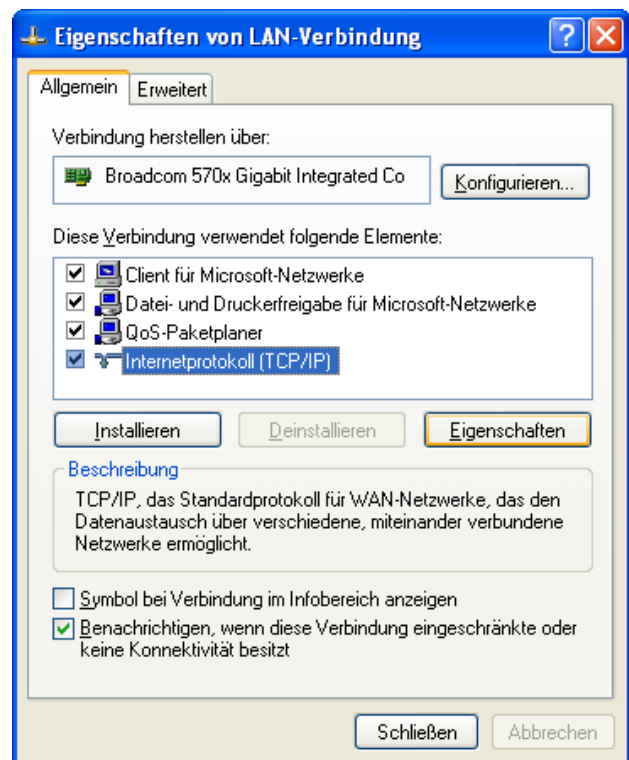 Eigenschaften von LAN-Verbindung
Allgemein
Erweitert
Verbindung herstellen über:
Broadcom 570x Gigabit Integrated Co
Konfigurieren...
Diese Verbindung verwendet folgende Elemente:
Client für Microsoft-Netzwerke
Datei- und Druckerfreigabe für Microsoft-Netzwerke
QoS-Paketplaner
Internetprotokoll (TCP/IP)
Installieren
Deinstallieren
Eigenschaften
Beschreibung
TCP/IP, das Standardprotokoll für WAN-Netzwerke, das den
Datenaustausch über verschiedene, miteinander verbundene
Netzwerke ermöglicht.
Symbol bei Verbindung im Infobereich anzeigen
Benachrichtigen, wenn diese Verbindung eingeschränkte oder
keine Konnektivität besitzt
Schließen
Abbrechen